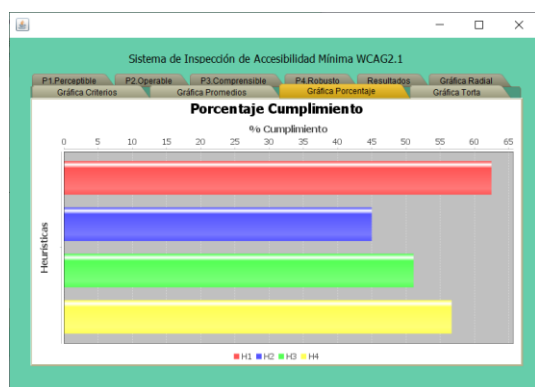 Sistema de Inspección de Accesibilidad Mínima WCAG2.1
P1.Perceptible P2.Operable P3.Comprensible P4.Robusto Resultados Gráfica Radial
Gráfica Criterios Gráfica Promedios Gráfica Porcentaje Gráfica Torta
Porcentaje Cumplimiento
% Cumplimiento
0 5 10 15 20 25 30 35 40 45 50 55 60 65
Heurísticas
H1 H2 H3 H4